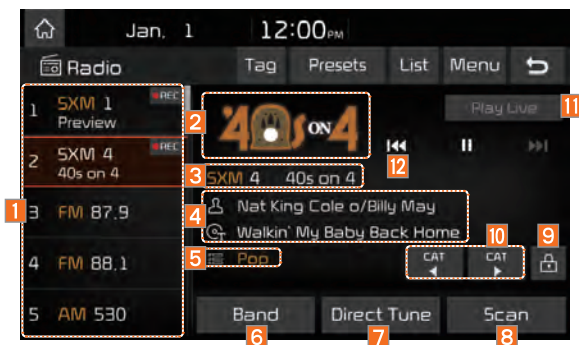 Jan. 1 12:00 PM
Radio Tag Presets List Menu
1 SXM 1 REC
Preview
2 SXM 4 REC
40s on 4
3 FM 87.9
4 FM 88.1
5 AM 530
1
2
'40s ON 4
Play Live
11
12
3
SXM 4 40s on 4
4
Nat King Cole o/Billy May
Walkin' My Baby Back Home
5
Pop
10
CAT
CAT
9
Band Direct Tune Scan
6 7 8